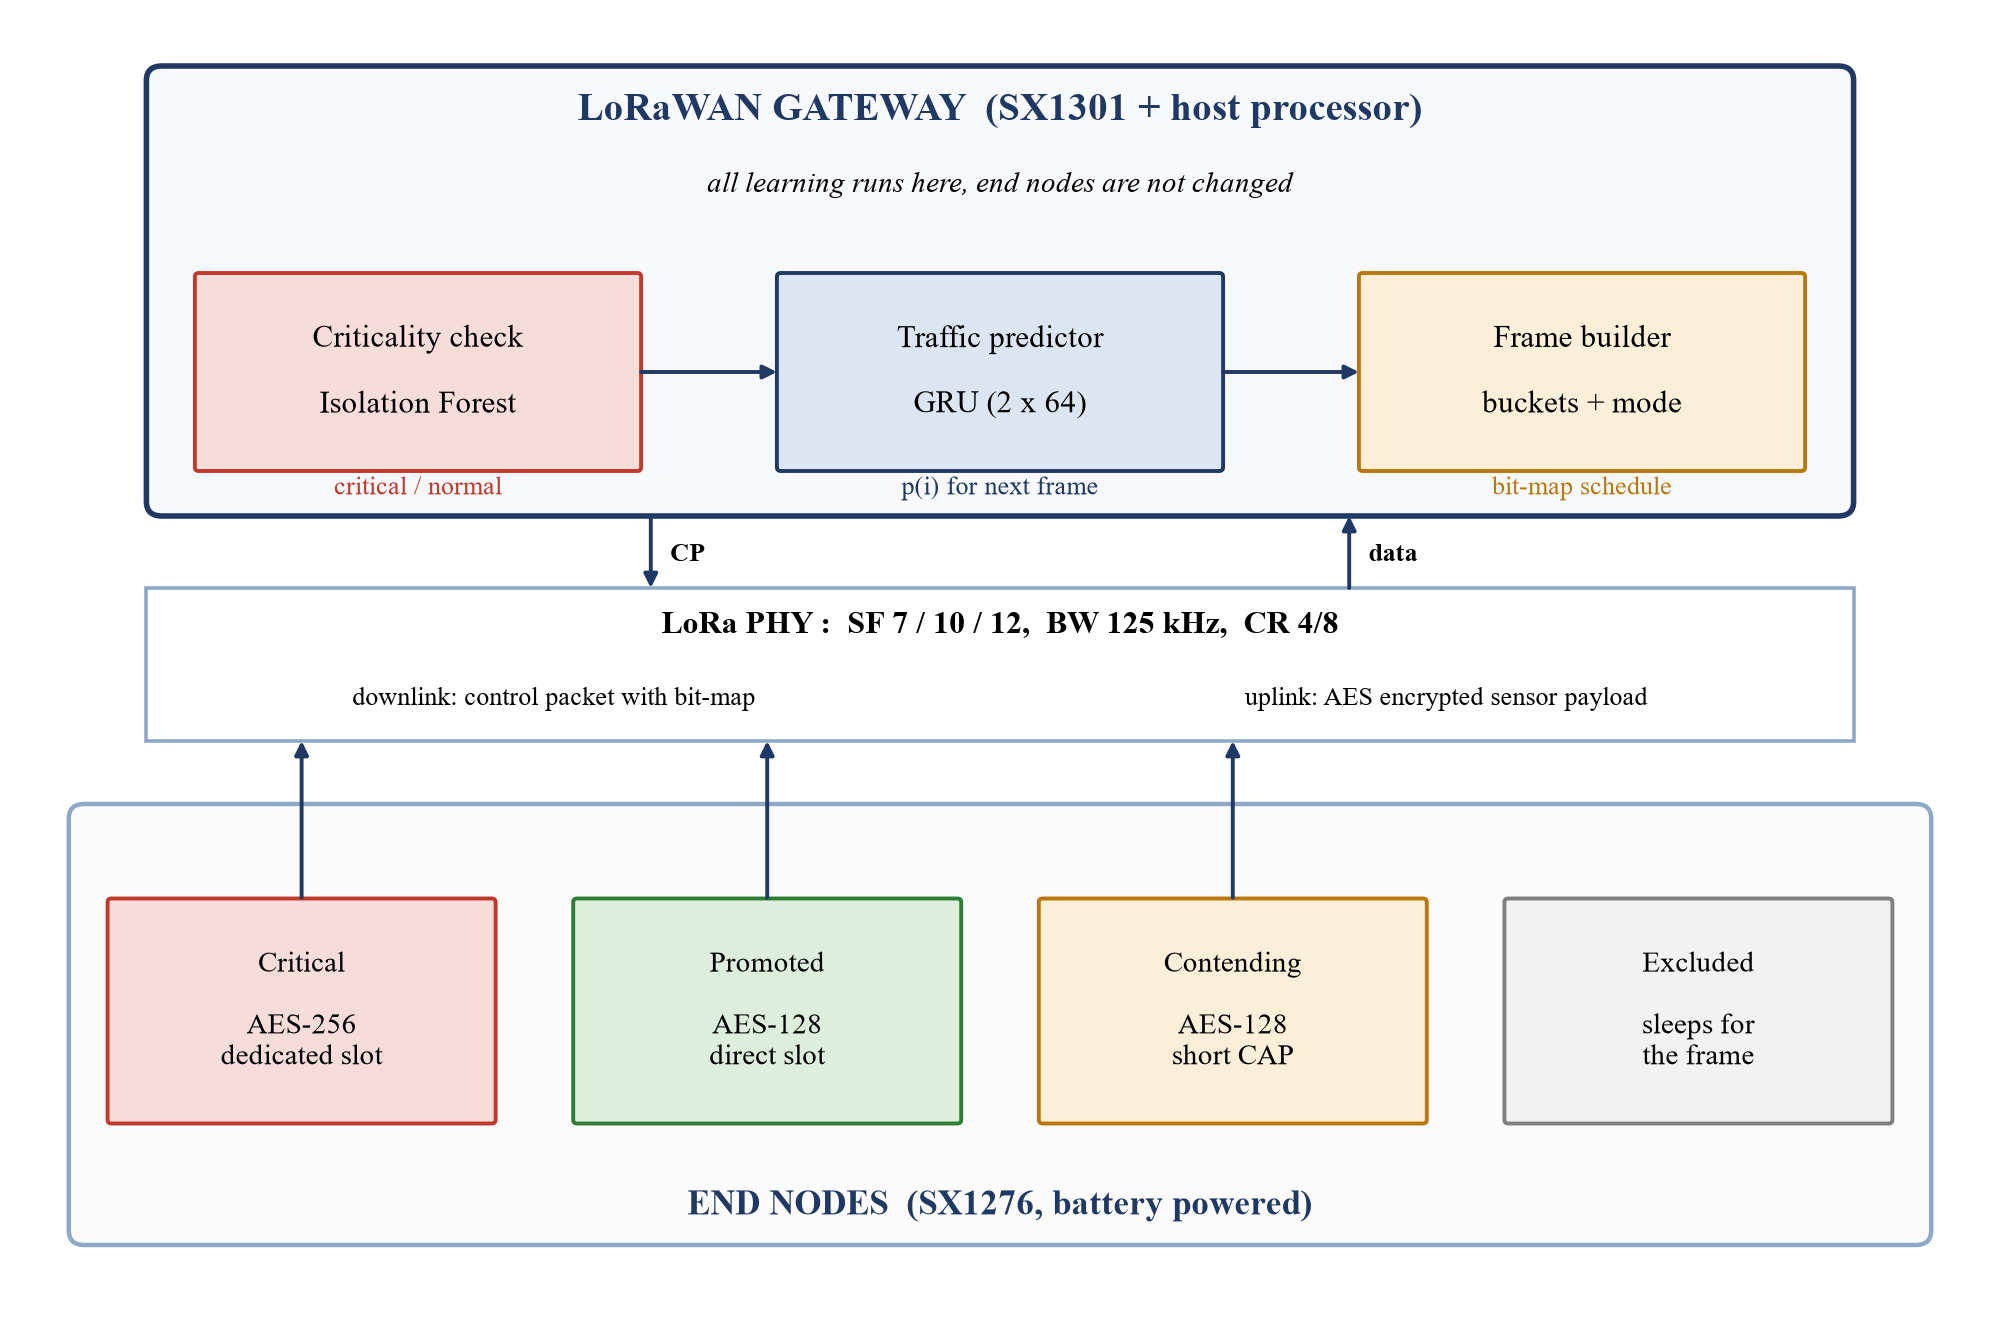 LoRaWAN GATEWAY (SX1301 + host processor)
all learning runs here, end nodes are not changed
Criticality check
Isolation Forest
critical / normal
Traffic predictor
GRU (2 x 64)
p(i) for next frame
Frame builder
buckets + mode
bit-map schedule
CP
data
LoRa PHY : SF 7 / 10 / 12, BW 125 kHz, CR 4/8
downlink: control packet with bit-map
uplink: AES encrypted sensor payload
Critical
AES-256
dedicated slot
Promoted
AES-128
direct slot
Contending
AES-128
short CAP
Excluded
sleeps for
the frame
END NODES (SX1276, battery powered)